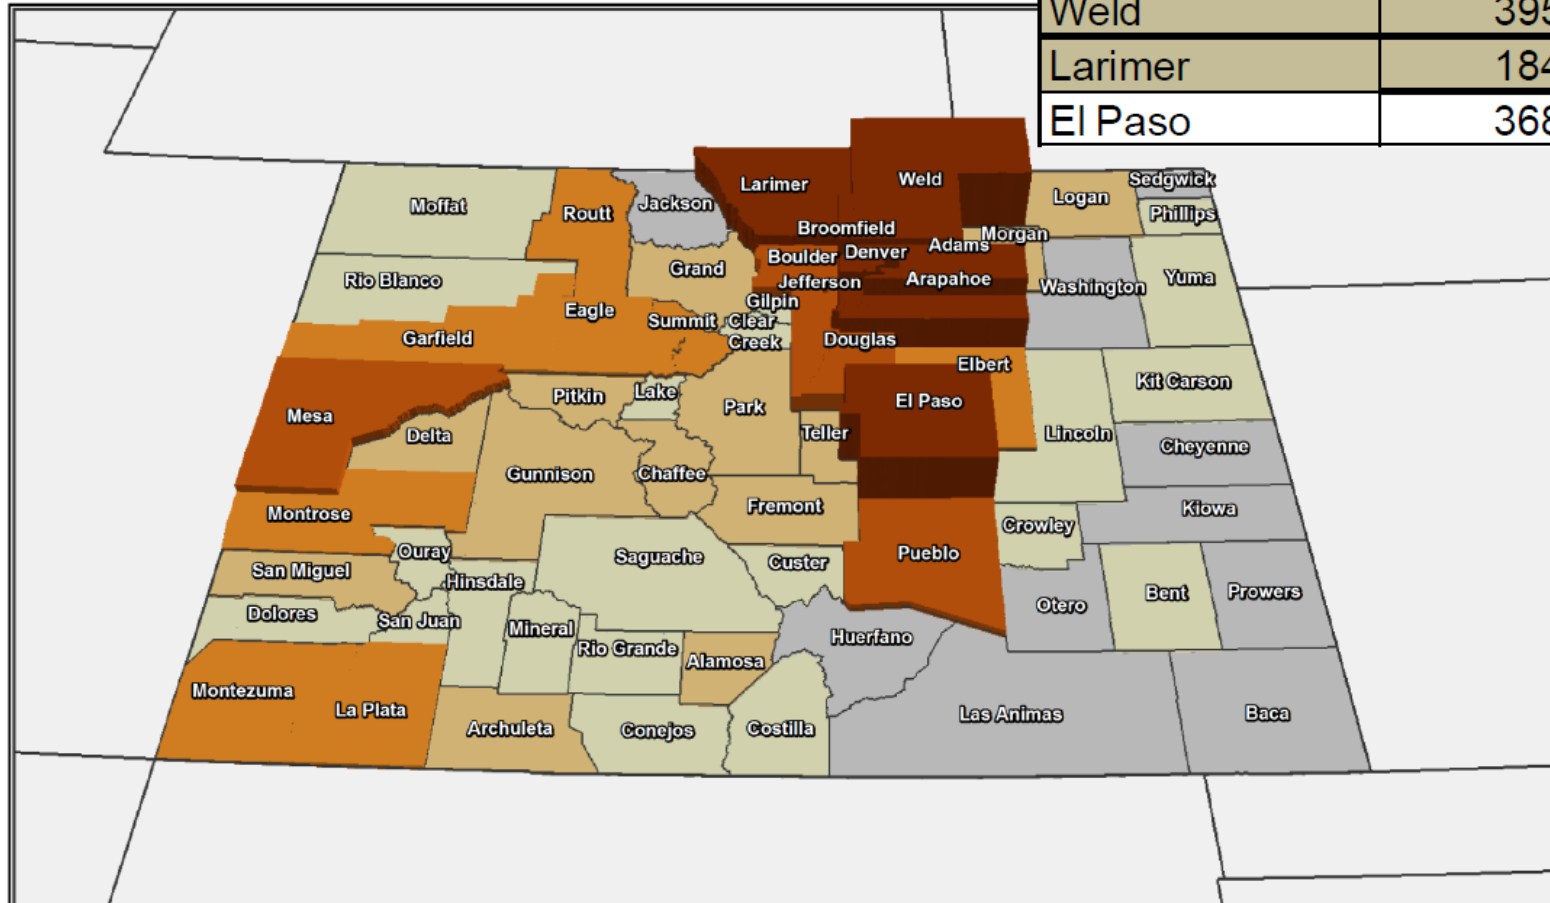 Weld 395
Larimer 184
El Paso 368
Sedgwick
Larimer
Weld
Logan
Moffat
Routt
Jackson
Phillips
Broomfield
Morgan
Adams
Denver
Boulder
Grand
Rio Blanco
Jefferson
Arapahoe
Washington
Yuma
Gilpin
Eagle
Summit
Clear
Creek
Garfield
Douglas
Elbert
Kit Carson
Pitkin
Lake
Park
El Paso
Mesa
Delta
Teller
Lincoln
Cheyenne
Gunnison
Chaffee
Fremont
Kiowa
Montrose
Crowley
Ouray
Saguache
Custer
Pueblo
San Miguel
Hinsdale
Dolores
San Juan
Mineral
Otero
Bent
Prowers
Huerfano
Rio Grande
Alamosa
Montezuma
La Plata
Archuleta
Conejos
Costilla
Las Animas
Baca